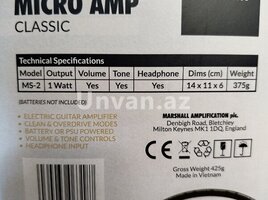 MICRO AMP
CLASSIC
Technical Specifications
Model Output Volume Tone Headphone Dims (cm) Weight
MS-2 1 Watt Yes Yes Yes 14 x 11 x 6 375g
(BATTERIES NOT INCLUDED)
Unvan.az
• ELECTRIC GUITAR AMPLIFIER
• CLEAN & OVERDRIVE MODES
• BATTERY OR PSU POWERED
• VOLUME & TONE CONTROLS
• HEADPHONE INPUT
MARSHALL AMPLIFICATION plc.
Denbigh Road, Bletchley
Milton Keynes MK1 1DQ, England
CE
Gross Weight 425g
Made in Vietnam